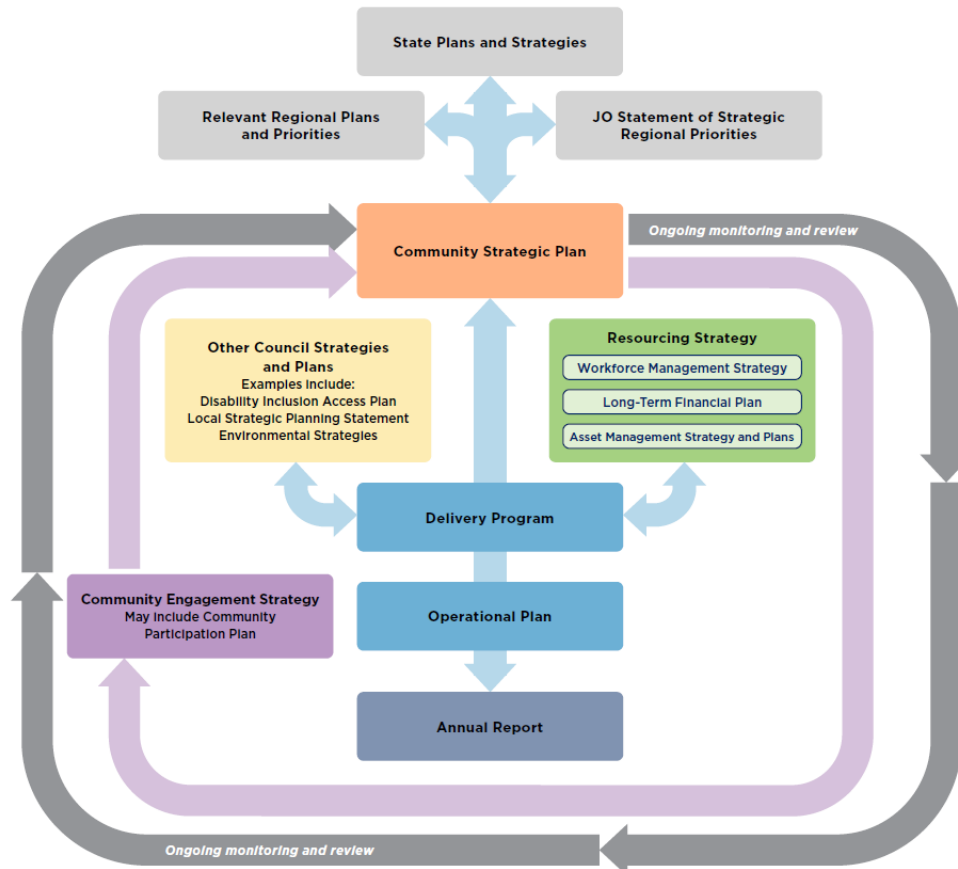 State Plans and Strategies
Relevant Regional Plans
and Priorities
JO Statement of Strategic
Regional Priorities
Community Strategic Plan
Ongoing monitoring and review
Other Council Strategies
and Plans
Examples include:
Disability Inclusion Access Plan
Local Strategic Planning Statement
Environmental Strategies
Resourcing Strategy
Workforce Management Strategy
Long-Term Financial Plan
Asset Management Strategy and Plans
Delivery Program
Community Engagement Strategy
May include Community
Participation Plan
Operational Plan
Annual Report
Ongoing monitoring and review